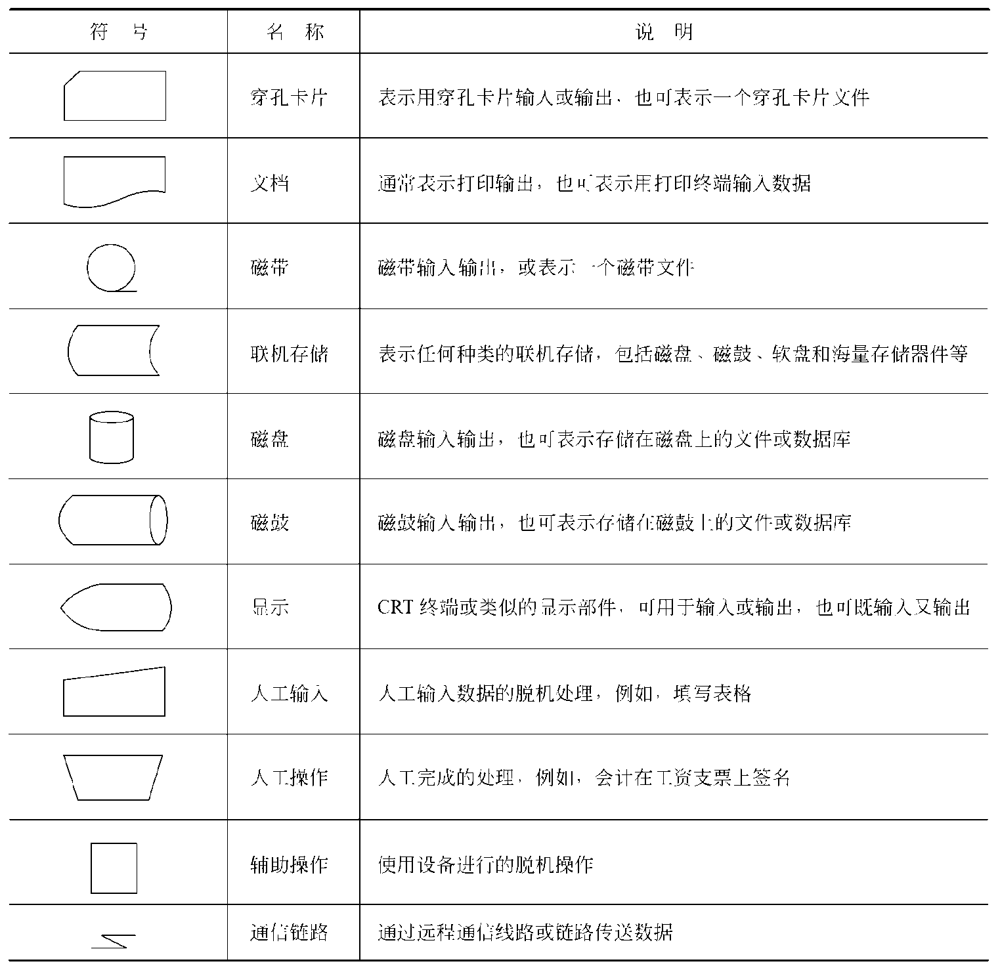 符 号 名 称 说 明
穿孔卡片 表示用穿孔卡片输入或输出，也可表示一个穿孔卡片文件
文档 通常表示打印输出，也可表示用打印终端输入数据
磁带 磁带输入输出，或表示一个磁带文件
联机存储 表示任何种类的联机存储，包括磁盘、磁鼓、软盘和海量存储器件等
磁盘 磁盘输入输出，也可表示存储在磁盘上的文件或数据库
磁鼓 磁鼓输入输出，也可表示存储在磁鼓上的文件或数据库
显示 CRT 终端或类似的显示部件，可用于输入或输出，也可既输入又输出
人工输入 人工输入数据的脱机处理，例如，填写表格
人工操作 人工完成的处理，例如，会计在工资支票上签名
辅助操作 使用设备进行的脱机操作
通信链路 通过远程通信线路或链路传送数据